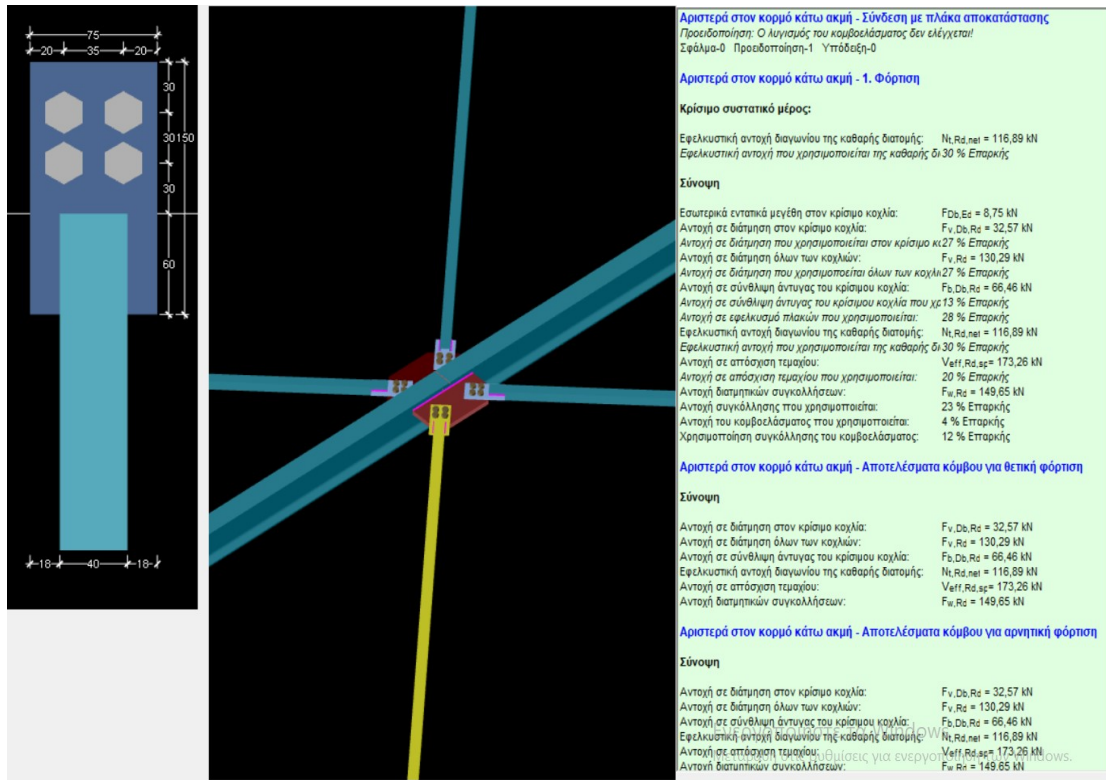 75
20
35
20
30
30
150
30
60
18
40
18
Αριστερά στον κορμό κάτω ακμή - Σύνδεση με πλάκα αποκατάστασης
Προειδοποίηση: Ο λυγισμός του κομβοελάσματος δεν ελέγχεται!
Σφάλμα-0 Προειδοποίηση-1 Υπόδειξη-0
Αριστερά στον κορμό κάτω ακμή - 1. Φόρτιση
Κρίσιμο συστατικό μέρος:
Εφελκυστική αντοχή διαγωνίου της καθαρής διατομής: Nt,Rd,net = 116,89 kN
Εφελκυστική αντοχή που χρησιμοποιείται της καθαρής δι 30 % Επαρκής
Σύνοψη
Εσωτερικά εντατικά μεγέθη στον κρίσιμο κοχλία: FDb,Ed = 8,75 kN
Αντοχή σε διάτμηση στον κρίσιμο κοχλία: Fv,Db,Rd = 32,57 kN
Αντοχή σε διάτμηση που χρησιμοποιείται στον κρίσιμο κι 27 % Επαρκής
Αντοχή σε διάτμηση όλων των κοχλιών: Fv,Rd = 130,29 kN
Αντοχή σε διάτμηση που χρησιμοποείται όλων των κοχλι 27 % Επαρκής
Αντοχή σε σύνθλιψη άντυγας του κρίσιμου κοχλία: Fb,Db,Rd = 66,46 kN
Αντοχή σε σύνθλιψη άντυγας του κρίσιμου κοχλία που χρ 13 % Επαρκής
Αντοχή σε εφελκυσμό πλακών που χρησιμοποιείται: 28 % Επαρκής
Εφελκυστική αντοχή διαγωνίου της καθαρής διατομής: Nt,Rd,net = 116,89 kN
Εφελκυστική αντοχή που χρησιμοποιείται της καθαρής δι 30 % Επαρκής
Αντοχή σε απόσχιση τεμαχίου: Veff,Rd,sp = 173,26 kN
Αντοχή σε απόσχιση τεμαχίου που χρησιμοποιείται: 20 % Επαρκής
Αντοχή διατμητικών συγκολλήσεων: Fw,Rd = 149,65 kN
Αντοχή συγκόλλησης που χρησιμοποιείται: 23 % Επαρκής
Αντοχή του κομβοελάσματος που χρησιμοποιείται: 4 % Επαρκής
Χρησιμοποίηση συγκόλλησης του κομβοελάσματος: 12 % Επαρκής
Αριστερά στον κορμό κάτω ακμή - Αποτελέσματα κόμβου για θετική φόρτιση
Σύνοψη
Αντοχή σε διάτμηση στον κρίσιμο κοχλία: Fv,Db,Rd = 32,57 kN
Αντοχή σε διάτμηση όλων των κοχλιών: Fv,Rd = 130,29 kN
Αντοχή σε σύνθλιψη άντυγας του κρίσιμου κοχλία: Fb,Db,Rd = 66,46 kN
Εφελκυστική αντοχή διαγωνίου της καθαρής διατομής: Nt,Rd,net = 116,89 kN
Αντοχή σε απόσχιση τεμαχίου: Veff,Rd,sp = 173,26 kN
Αντοχή διατμητικών συγκολλήσεων: Fw,Rd = 149,65 kN
Αριστερά στον κορμό κάτω ακμή - Αποτελέσματα κόμβου για αρνητική φόρτιση
Σύνοψη
Αντοχή σε διάτμηση στον κρίσιμο κοχλία: Fv,Db,Rd = 32,57 kN
Αντοχή σε διάτμηση όλων των κοχλιών: Fv,Rd = 130,29 kN
Αντοχή σε σύνθλιψη άντυγας του κρίσιμου κοχλία: Fb,Db,Rd = 66,46 kN
Ενεργοποιήστε τα Windows
Εφελκυστική αντοχή διαγωνίου της καθαρής διατομής: Nt,Rd,net = 116,89 kN
Αντοχή σε απόσχιση τεμαχίου: Veff,Rd,sp = 173,26 kN
Μετάβαση στις ρυθμίσεις για ενεργοποίηση των Windows.
Αντοχή διατμητικών συγκολλήσεων: Fw,Rd = 149,65 kN